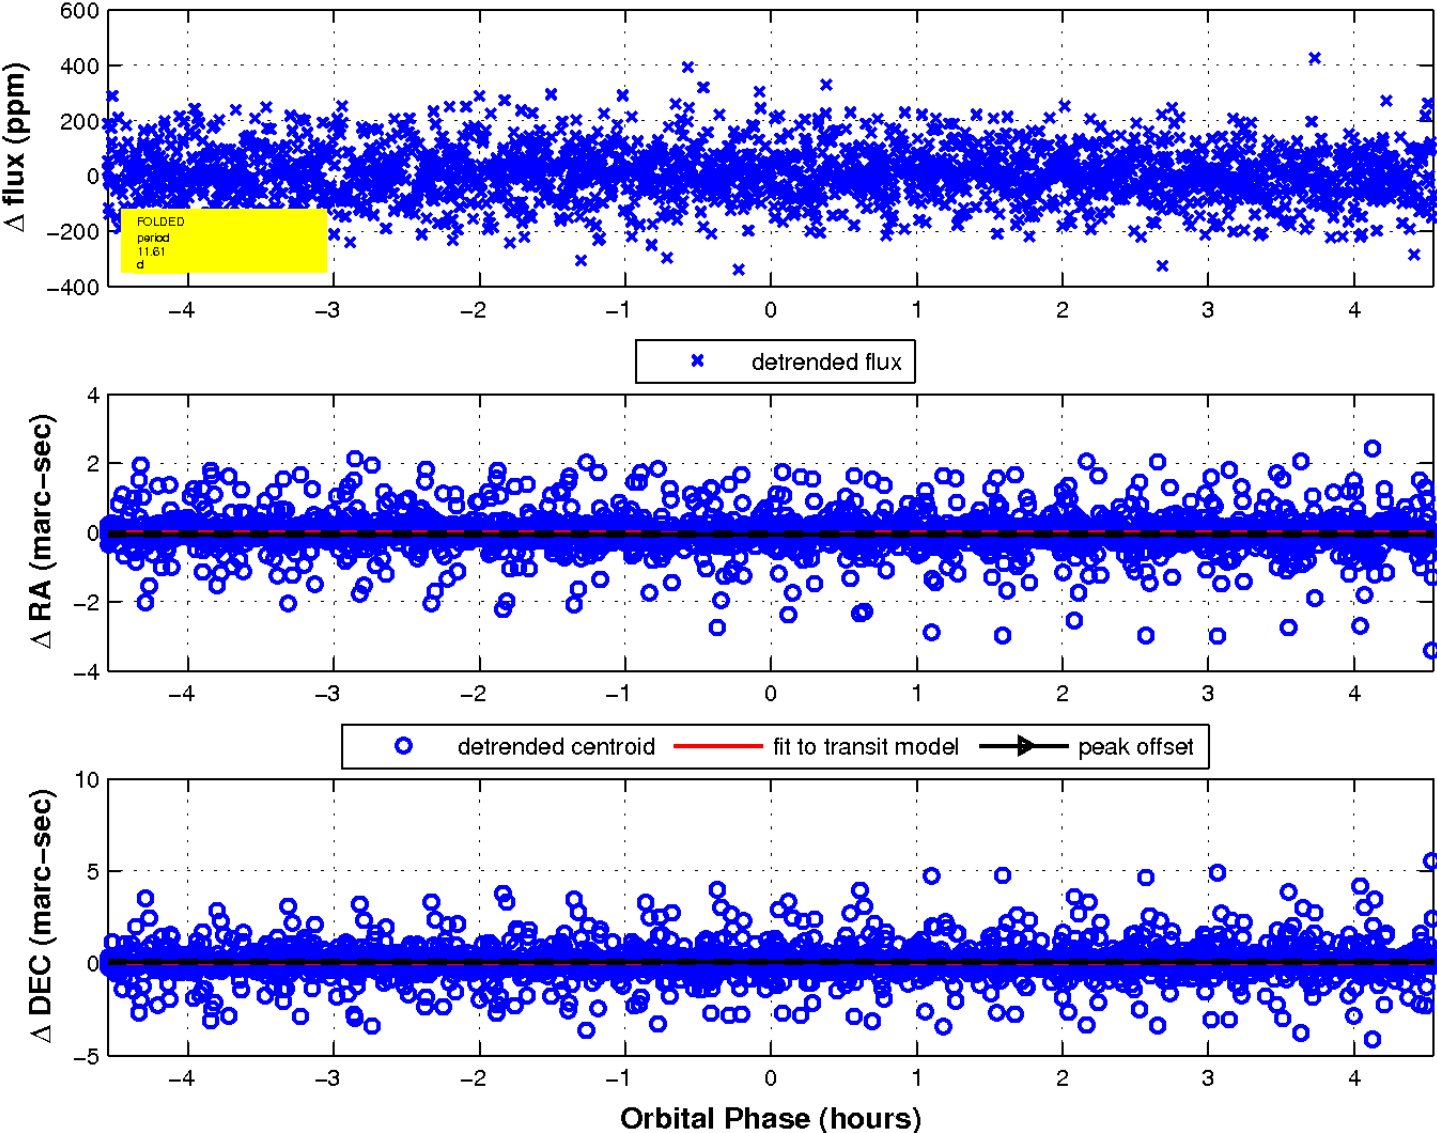 600
400
200
0
−200
−400
Δ flux (ppm)
FOLDED
period
11.61
d
−4 −3 −2 −1 0 1 2 3 4
detrended flux
4
2
0
−2
−4
Δ RA (marc−sec)
−4 −3 −2 −1 0 1 2 3 4
detrended centroid fit to transit model peak offset
10
5
0
−5
Δ DEC (marc−sec)
−4 −3 −2 −1 0 1 2 3 4
Orbital Phase (hours)